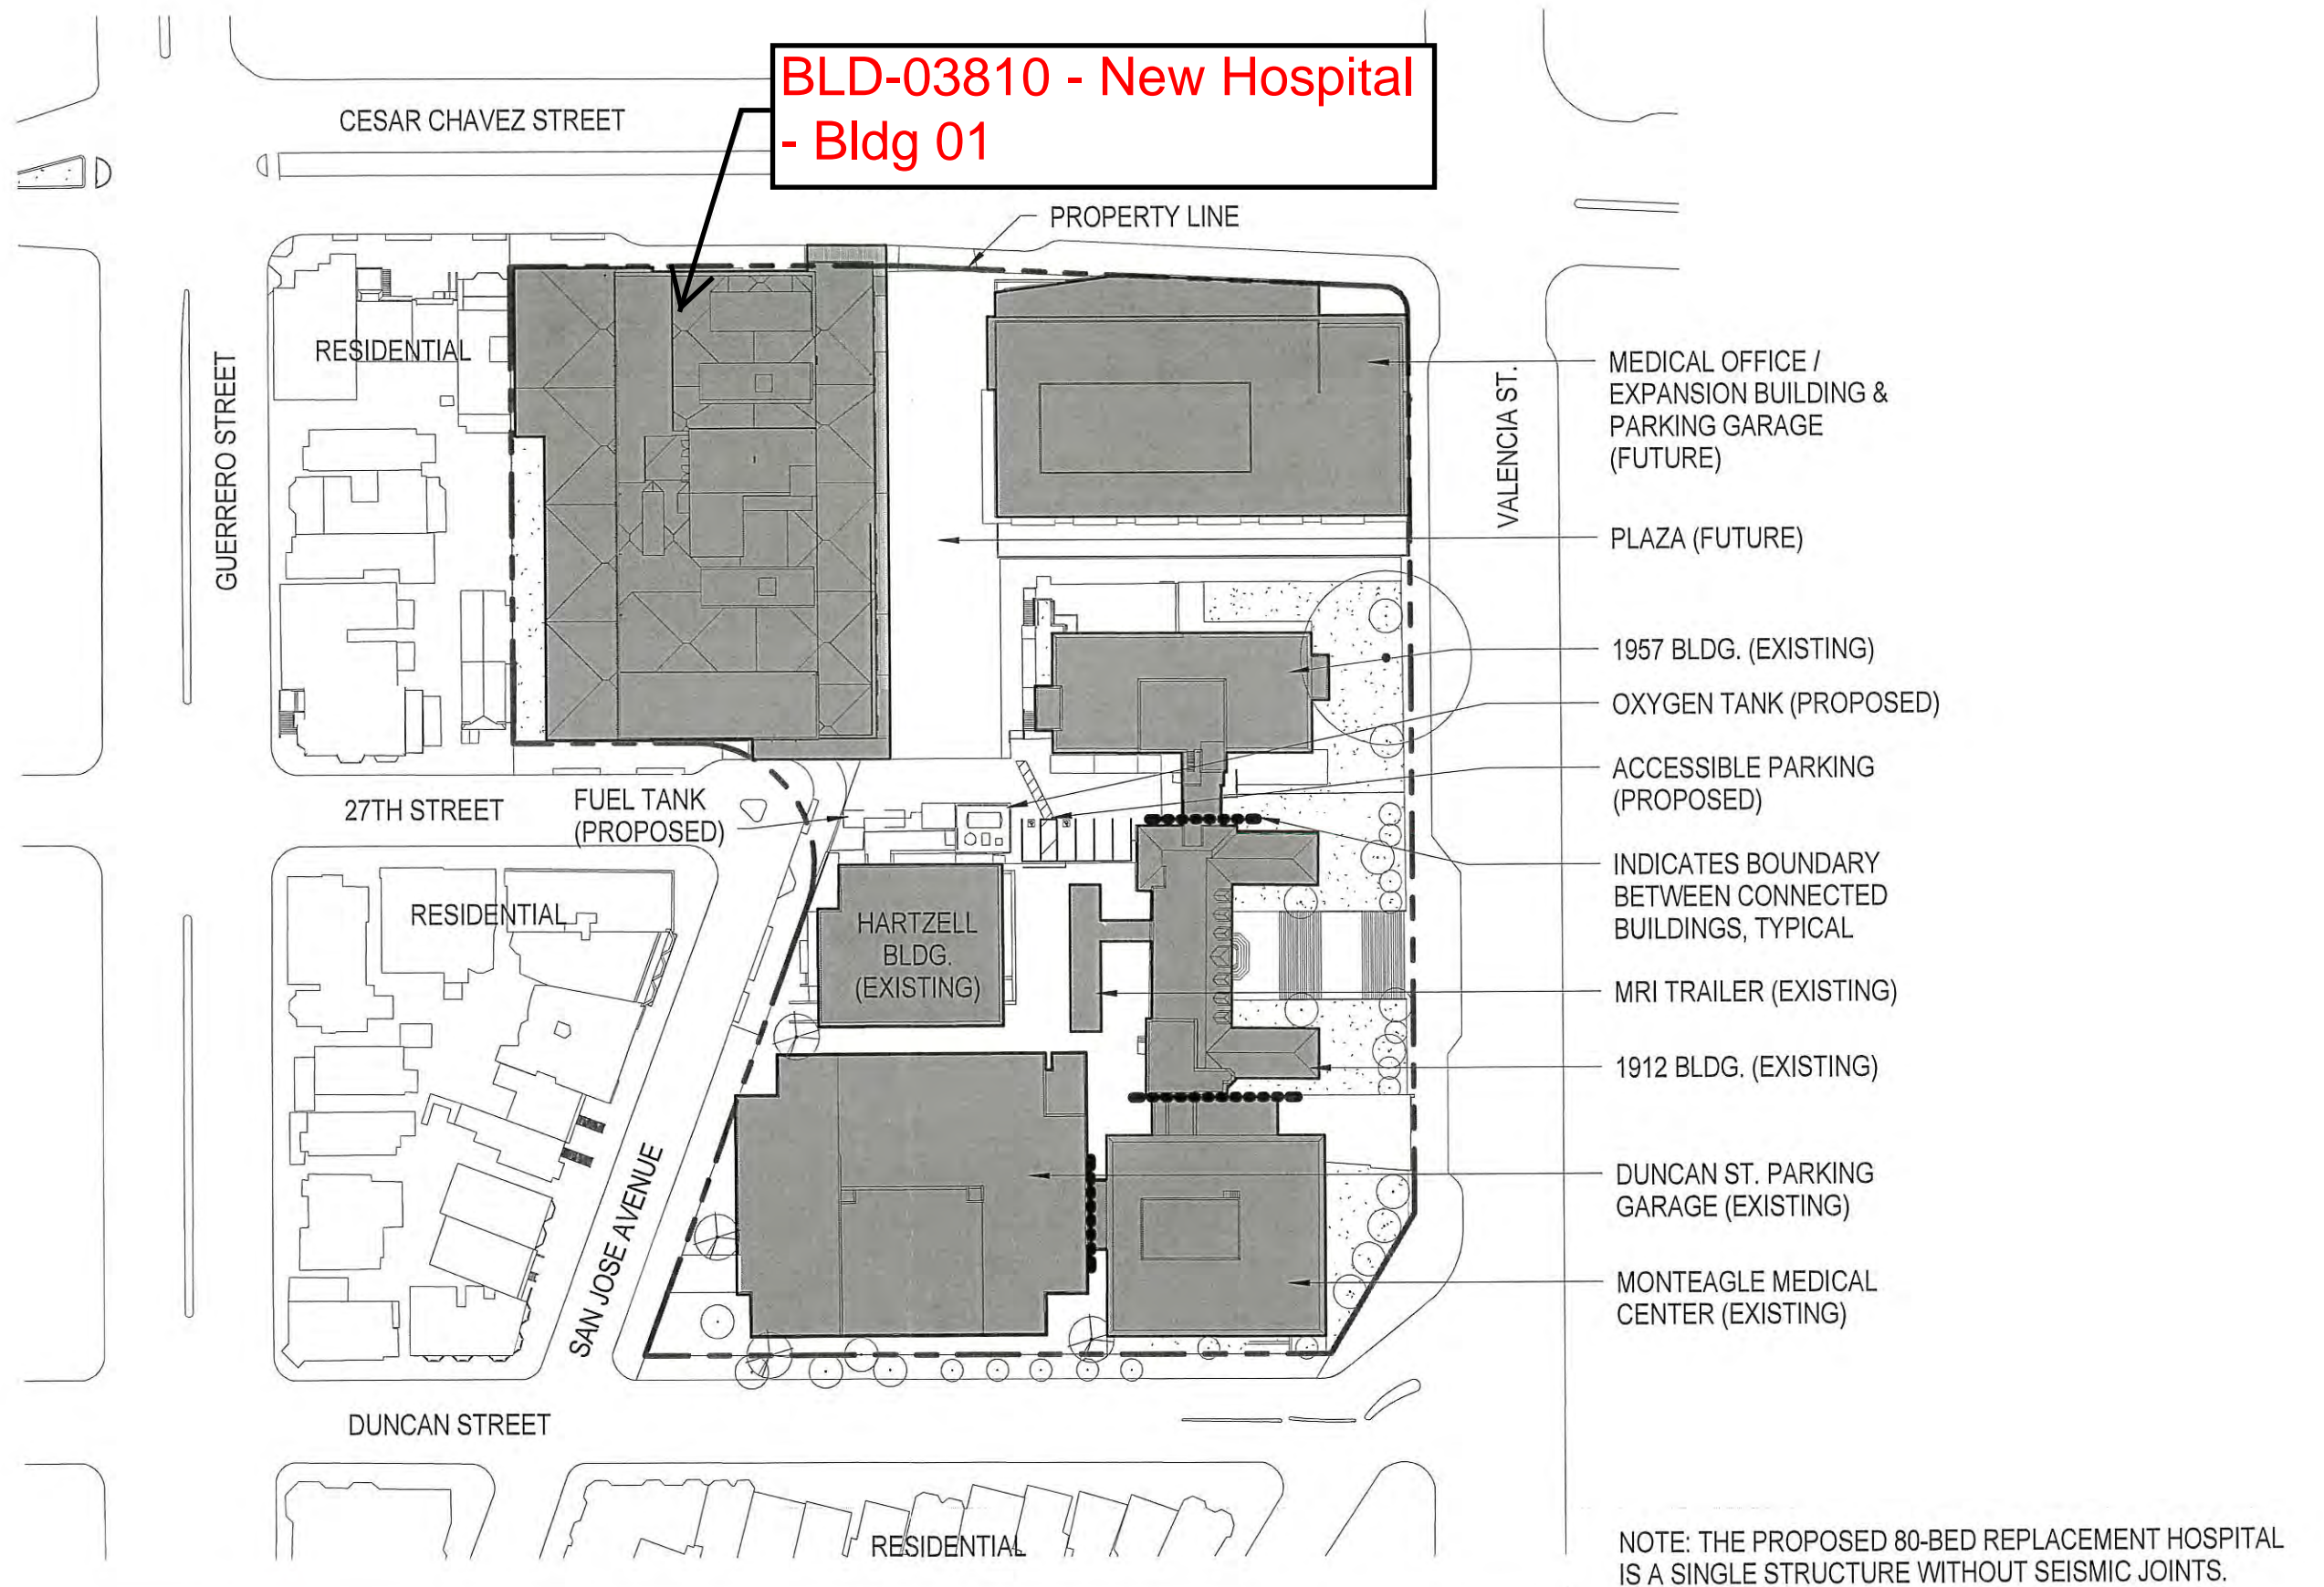 BLD-03810 - New Hospital
- Bldg 01
CESAR CHAVEZ STREET
PROPERTY LINE
RESIDENTIAL
GUERRERO STREET
VALENCIA ST.
MEDICAL OFFICE /
EXPANSION BUILDING &
PARKING GARAGE
(FUTURE)
PLAZA (FUTURE)
1957 BLDG. (EXISTING)
OXYGEN TANK (PROPOSED)
ACCESSIBLE PARKING
(PROPOSED)
27TH STREET
FUEL TANK
(PROPOSED)
INDICATES BOUNDARY
BETWEEN CONNECTED
BUILDINGS, TYPICAL
RESIDENTIAL
HARTZELL
BLDG.
(EXISTING)
MRI TRAILER (EXISTING)
1912 BLDG. (EXISTING)
SAN JOSE AVENUE
DUNCAN ST. PARKING
GARAGE (EXISTING)
MONTEAGLE MEDICAL
CENTER (EXISTING)
DUNCAN STREET
RESIDENTIAL
NOTE: THE PROPOSED 80-BED REPLACEMENT HOSPITAL
IS A SINGLE STRUCTURE WITHOUT SEISMIC JOINTS.